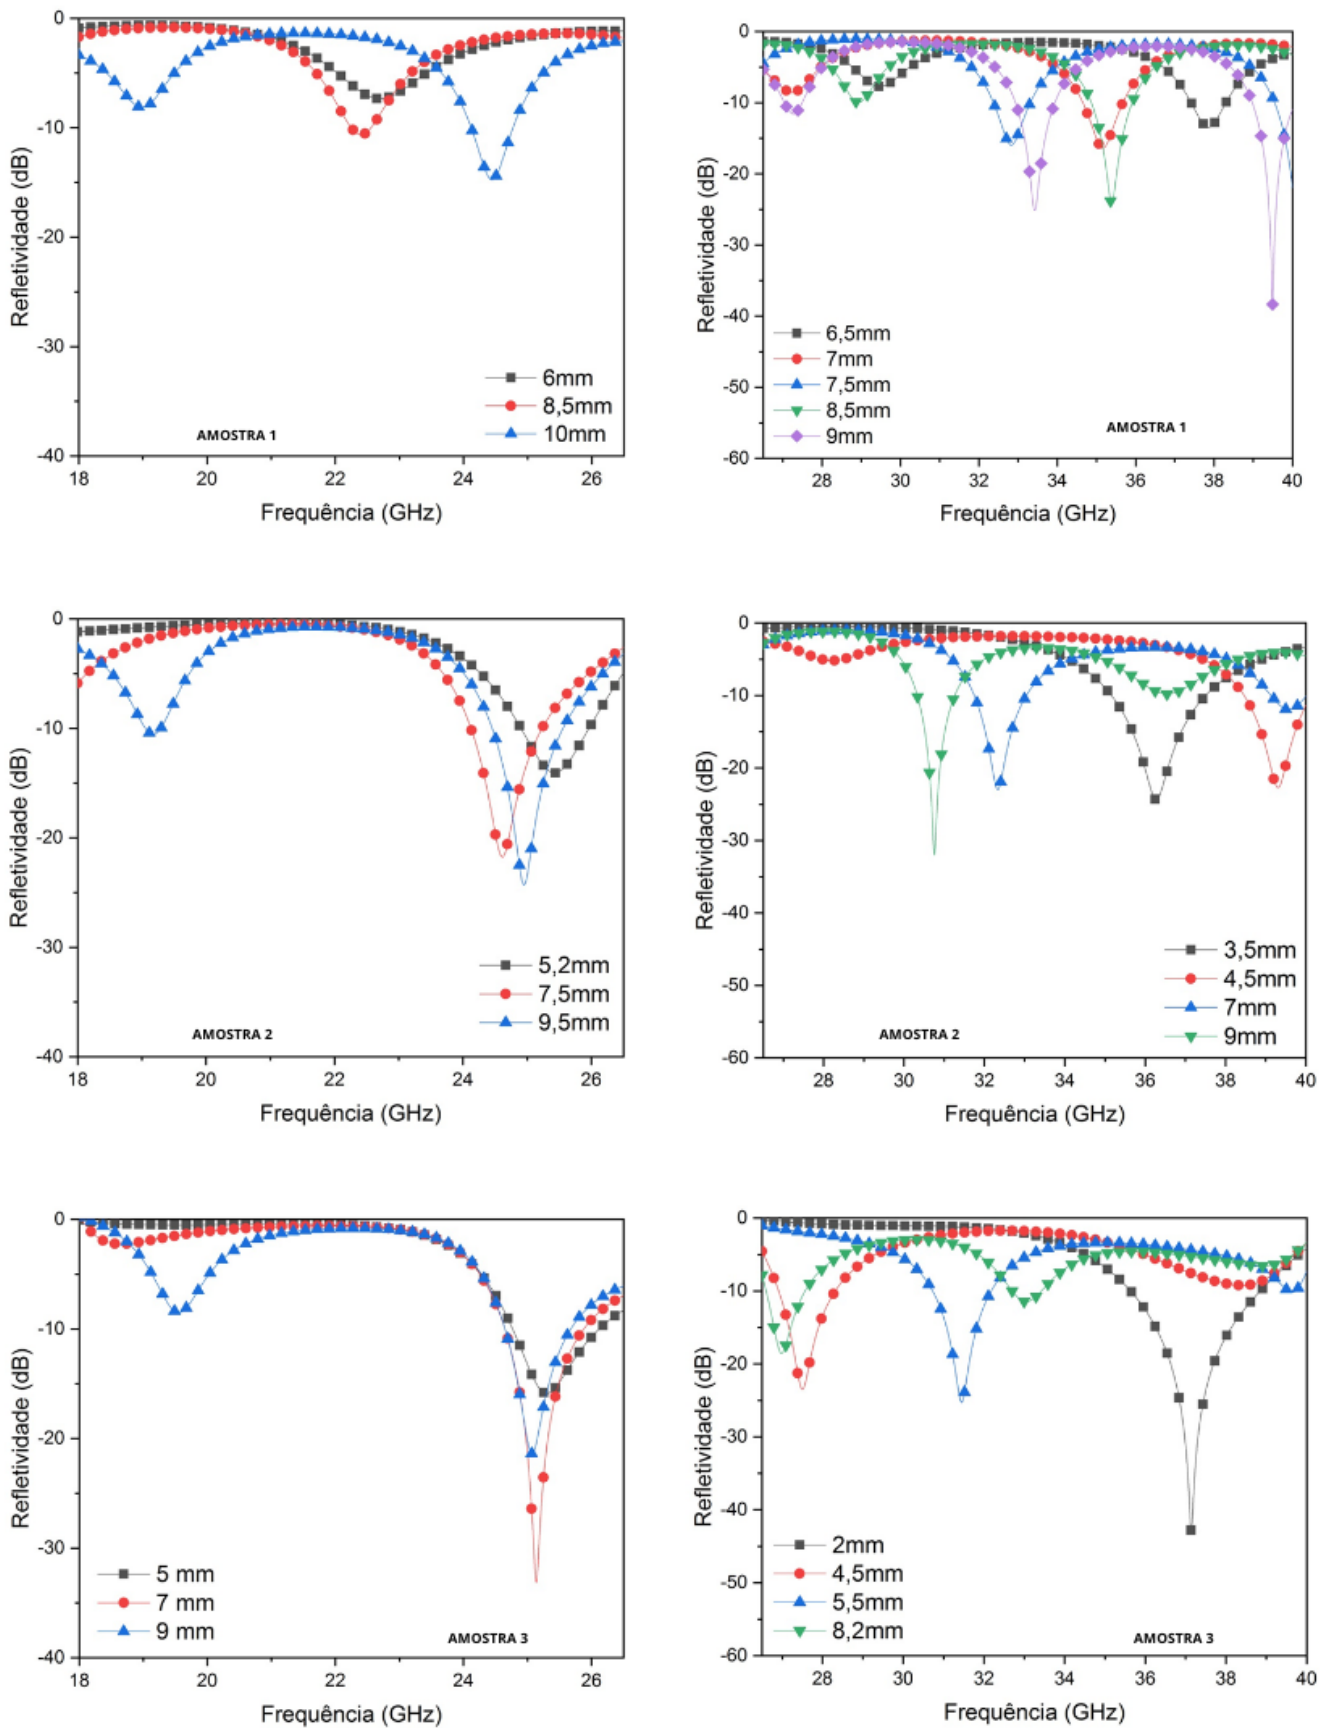 0
-10
-20
-30
-40
Refletividade (dB)
6mm
8,5mm
10mm
AMOSTRA 1
18 20 22 24 26
Frequência (GHz)
0
-10
-20
-30
-40
-50
-60
Refletividade (dB)
6,5mm
7mm
7,5mm
8,5mm
9mm
AMOSTRA 1
28 30 32 34 36 38 40
Frequência (GHz)
0
-10
-20
-30
-40
Refletividade (dB)
5,2mm
7,5mm
9,5mm
AMOSTRA 2
18 20 22 24 26
Frequência (GHz)
0
-10
-20
-30
-40
-50
-60
Refletividade (dB)
3,5mm
4,5mm
7mm
9mm
AMOSTRA 2
28 30 32 34 36 38 40
Frequência (GHz)
0
-10
-20
-30
-40
Refletividade (dB)
5 mm
7 mm
9 mm
AMOSTRA 3
18 20 22 24 26
Frequência (GHz)
0
-10
-20
-30
-40
-50
-60
Refletividade (dB)
2mm
4,5mm
5,5mm
8,2mm
AMOSTRA 3
28 30 32 34 36 38 40
Frequência (GHz)